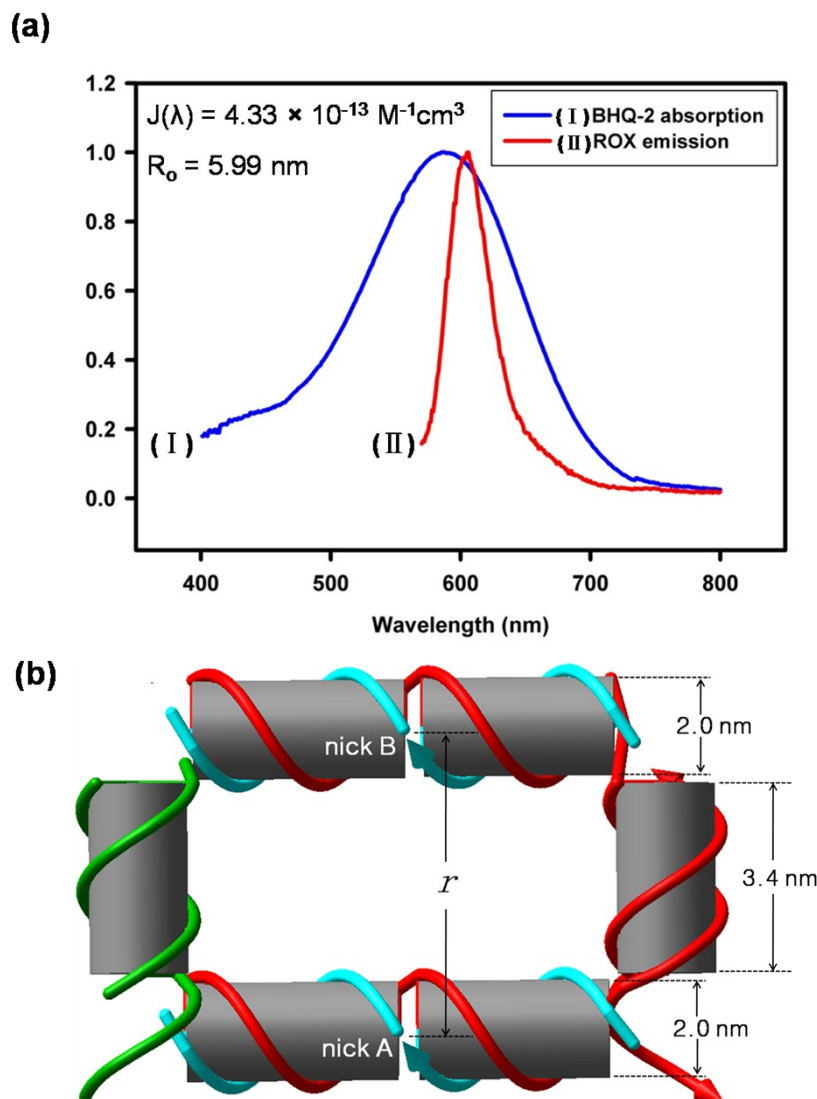 (a)
1.2
J(λ) = 4.33 × 10⁻¹³ M⁻¹cm³
(Ⅰ)BHQ-2 absorption
(Ⅱ)ROX emission
1.0
Rₒ = 5.99 nm
0.8
0.6
0.4
0.2
(Ⅰ)
(Ⅱ)
0.0
400 500 600 700 800
Wavelength (nm)
(b)
nick B
2.0 nm
r
3.4 nm
nick A
2.0 nm